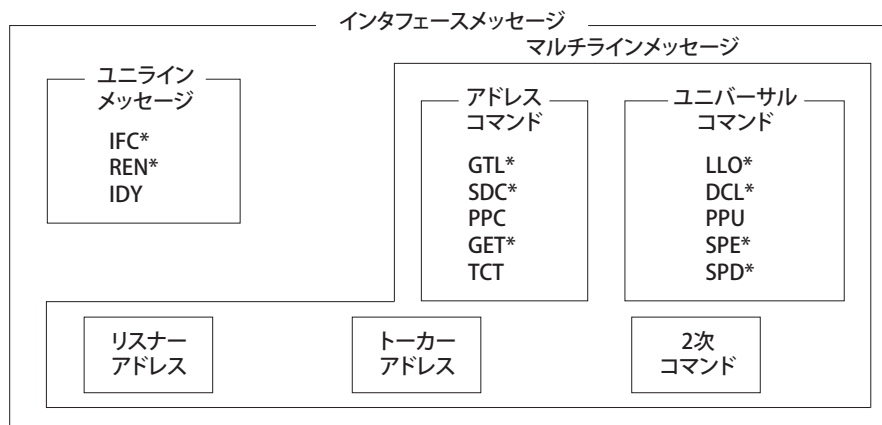 インタフェースメッセージ
マルチラインメッセージ
ユニライン
メッセージ
IFC*
REN*
IDY
アドレス
コマンド
GTL*
SDC*
PPC
GET*
TCT
ユニバーサル
コマンド
LLO*
DCL*
PPU
SPE*
SPD*
リスナー
アドレス
トーカー
アドレス
2次
コマンド